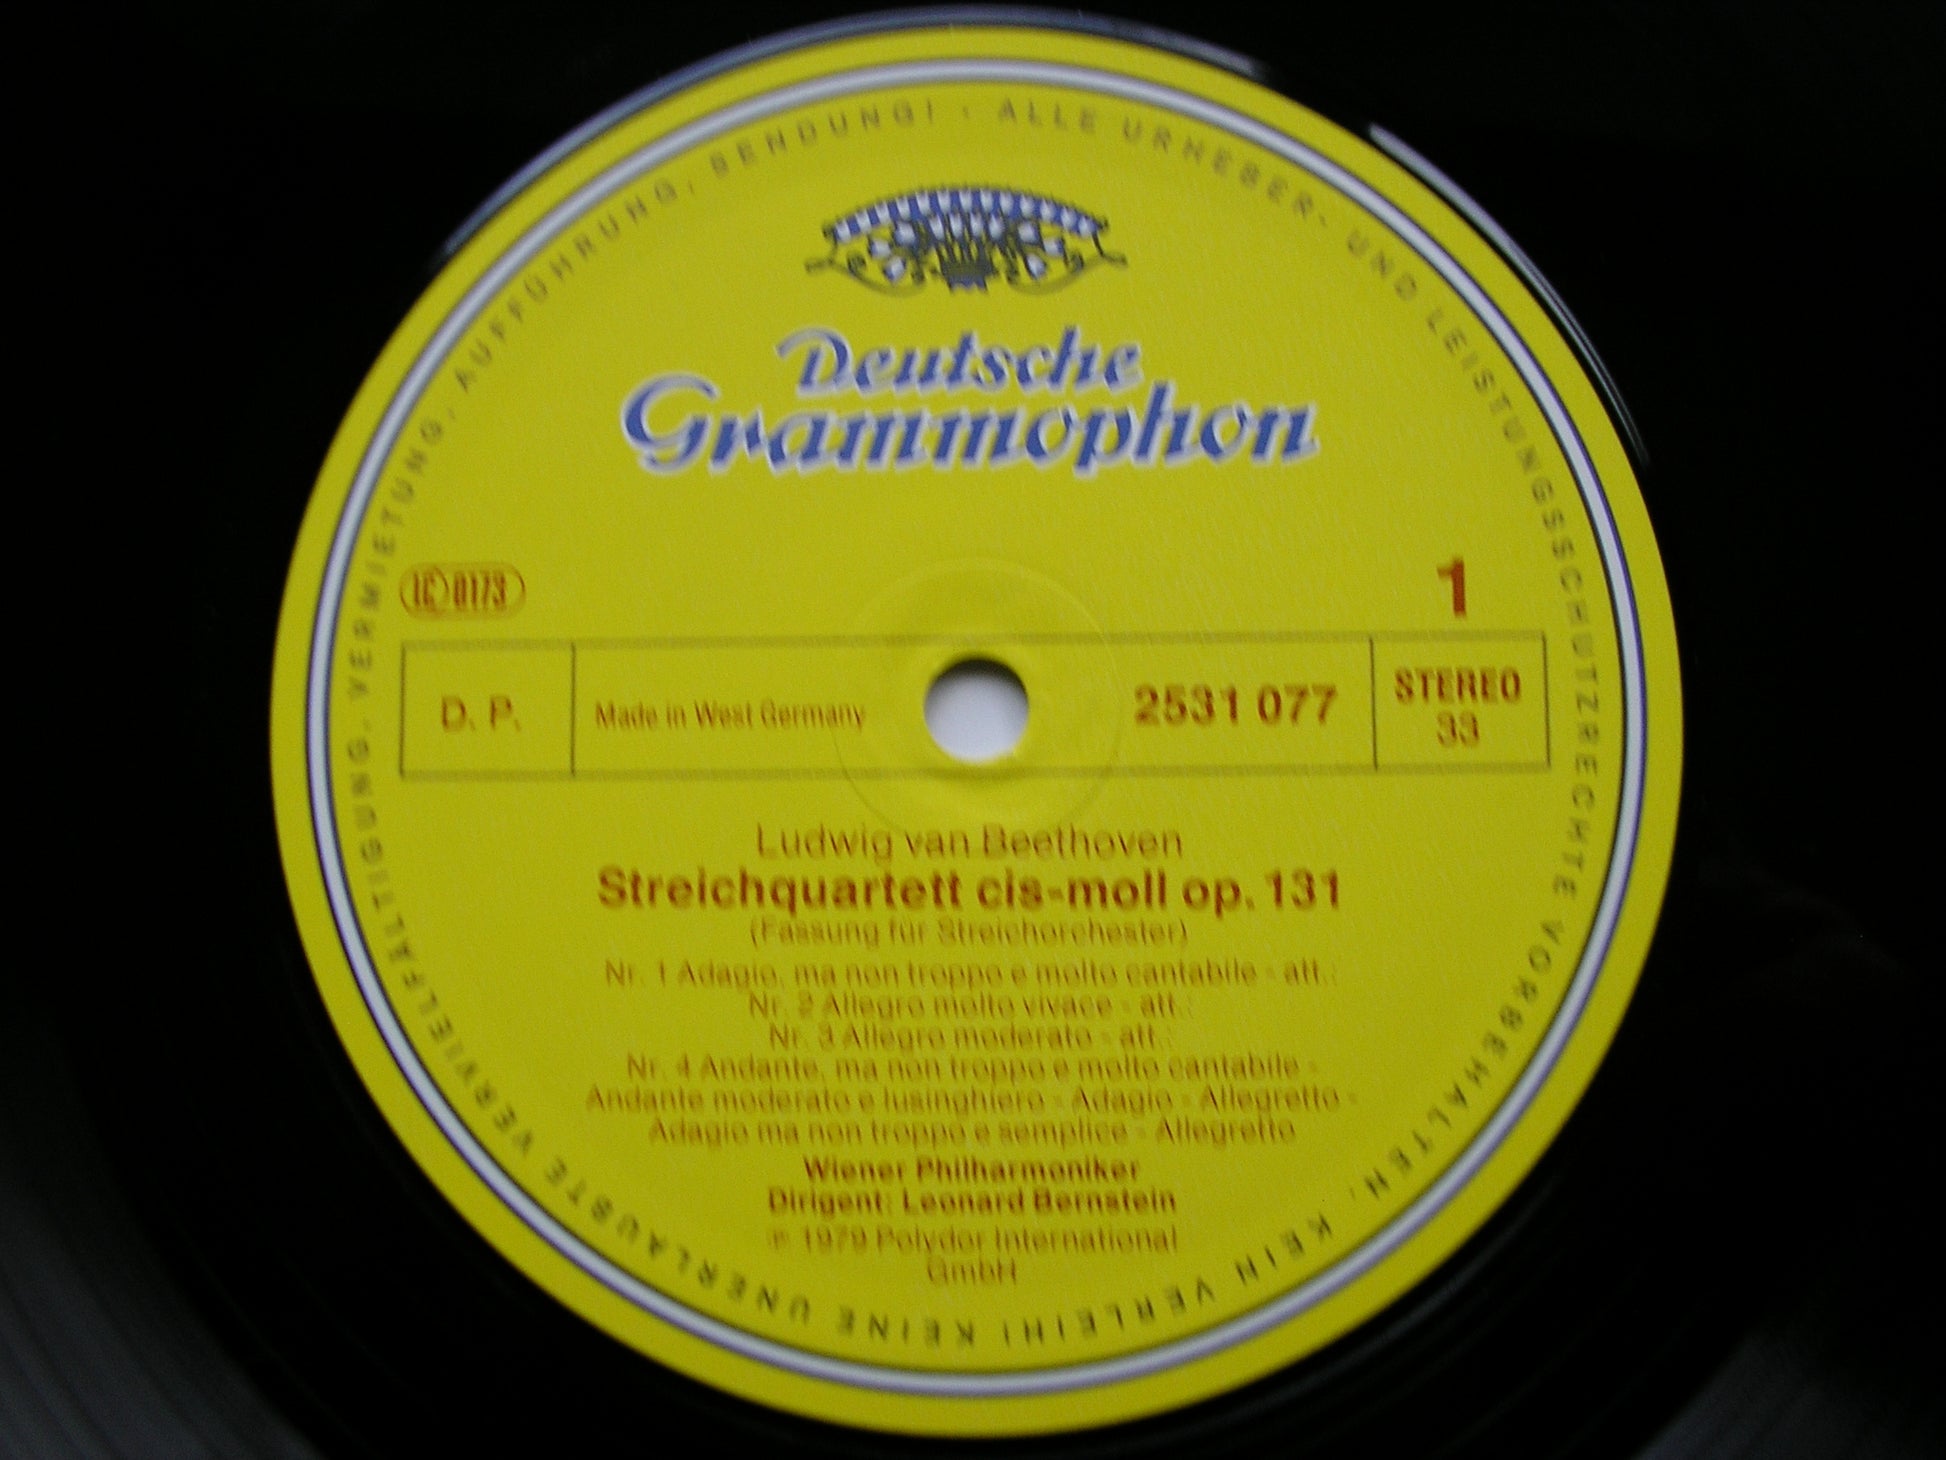 Deutsche
Grammophon
LC 0173
1
D. P.
Made in West Germany
2531 077
STEREO
33
Ludwig van Beethoven
Streichquartett cis-moll op. 131
(Fassung für Streichorchester)
Nr. 1 Adagio, ma non troppo e molto cantabile - att.:
Nr. 2 Allegro molto vivace - att.:
Nr. 3 Allegro moderato - att.:
Nr. 4 Andante, ma non troppo e molto cantabile -
Andante moderato e lusinghiero - Adagio - Allegretto -
Adagio ma non troppo e semplice - Allegretto
Wiener Philharmoniker
Dirigent: Leonard Bernstein
℗ 1979 Polydor International
GmbH
ALLE URHEBER- UND LEISTUNGSSCHUTZRECHTE VORBEHALTEN. KEIN VERLEIH! KEINE UNERLAUBTE VERVIELFÄLTIGUNG, VERMIETUNG, AUFFÜHRUNG, SENDUNG! ·